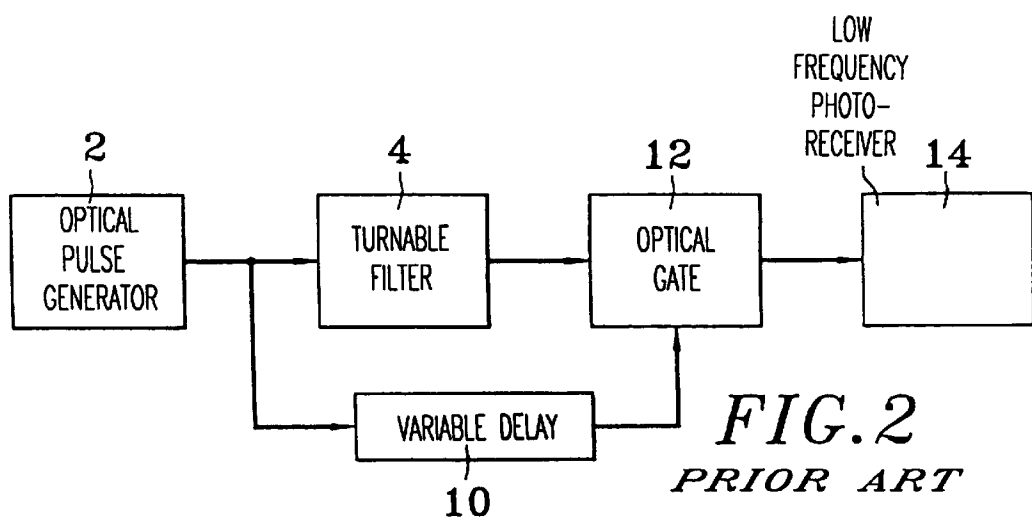 LOW
FREQUENCY
PHOTO-
RECEIVER
2
4
12
14
OPTICAL
PULSE
GENERATOR
TURNABLE
FILTER
OPTICAL
GATE
VARIABLE DELAY
10
FIG.2
PRIOR ART